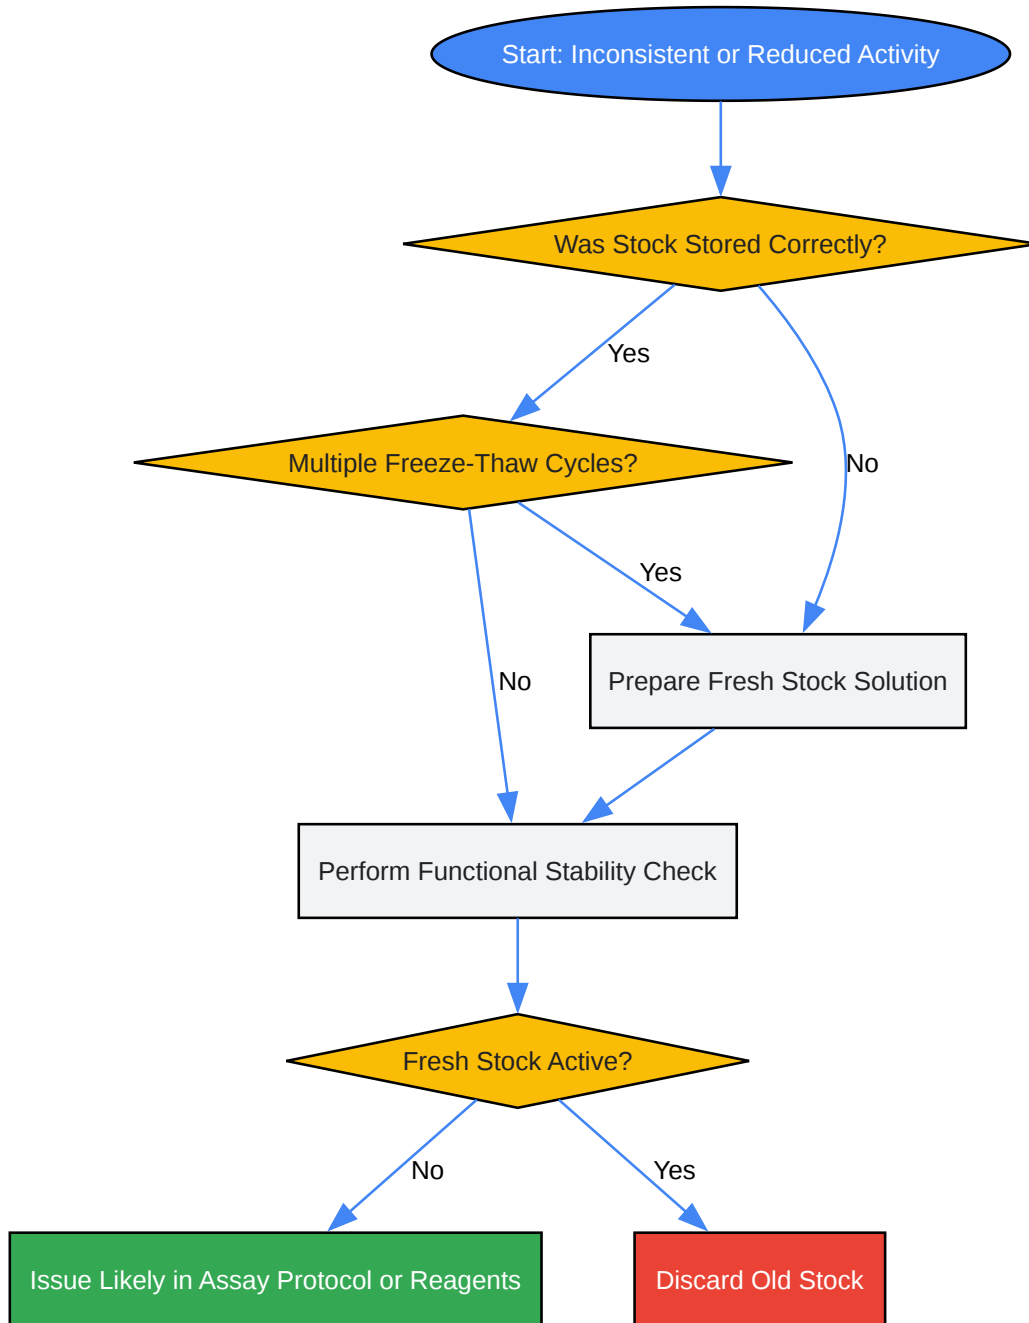 Start: Inconsistent or Reduced Activity
Was Stock Stored Correctly?
Yes
Multiple Freeze-Thaw Cycles?
No
Yes
Prepare Fresh Stock Solution
No
Perform Functional Stability Check
Fresh Stock Active?
No
Yes
Issue Likely in Assay Protocol or Reagents
Discard Old Stock